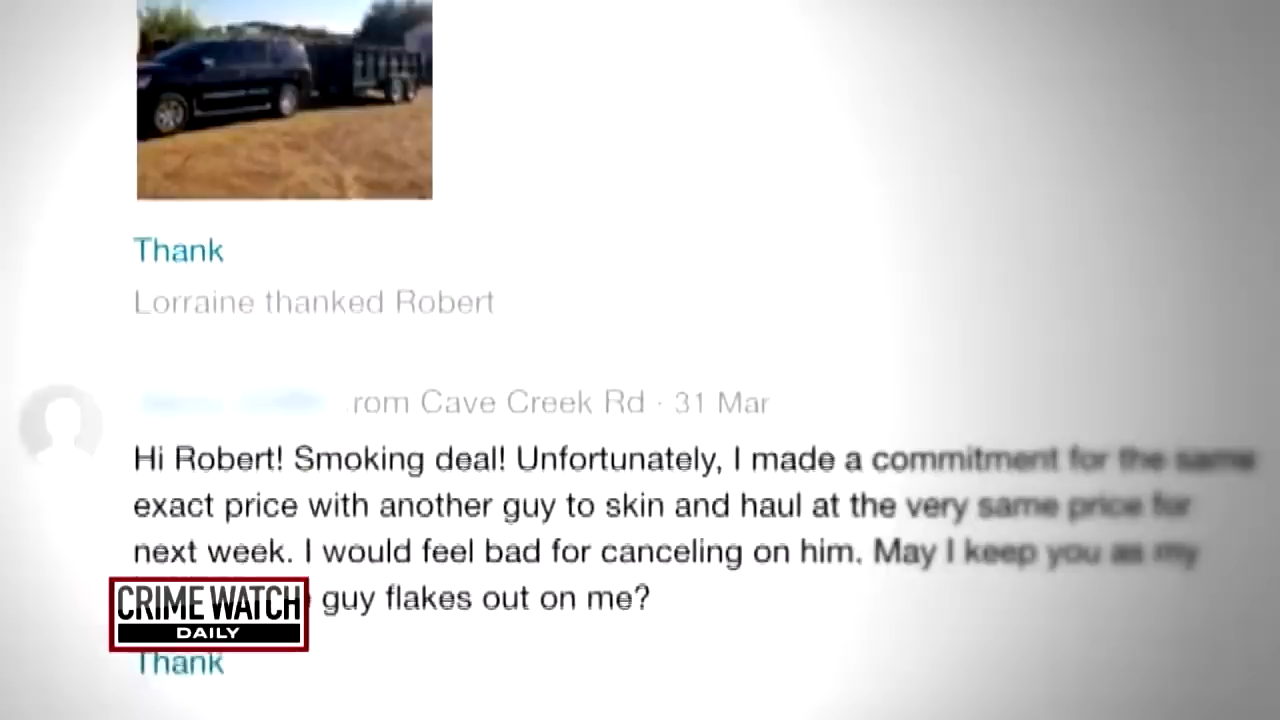 Thank
Lorraine thanked Robert
rom Cave Creek Rd · 31 Mar
Hi Robert! Smoking deal! Unfortunately, I made a commitment for the same
exact price with another guy to skin and haul at the very same price for
next week. I would feel bad for canceling on him. May I keep you as my
guy flakes out on me?
CRIME WATCH
DAILY
Thank